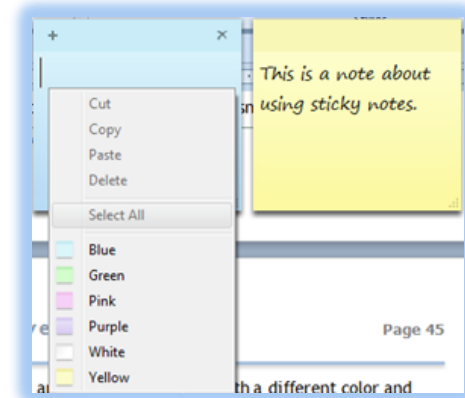 + ×
This is a note about
using sticky notes.
Cut
Copy
Paste
Delete
Select All
Blue
Green
Pink
Purple
White
Yellow
Page 45
th a different color and